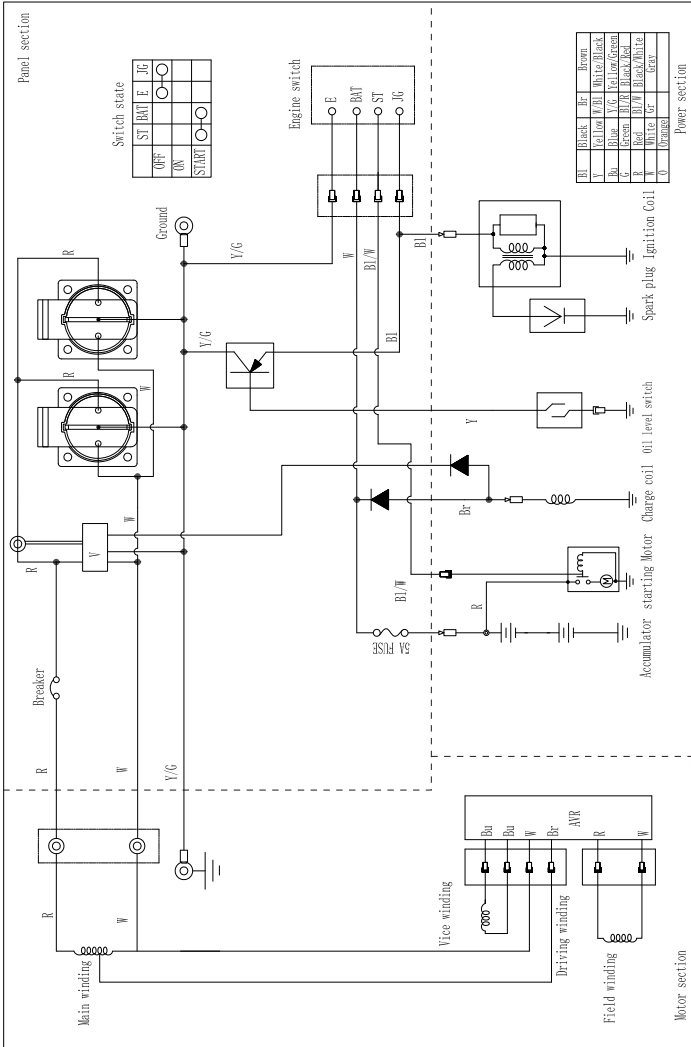 Panel section
Switch state
ST BAT E JG
OFF
ON
START
Engine switch
E
BAT
ST
JG
Ground
R
R
W
Y/G
Y/G
W
Bl/W
Bl
Bl
V
R
W
Br
Y
Bl/W
R
5A FUSE
Breaker
R
W
Y/G
R
W
Main winding
Bl Black Br Brown
Y Yellow W/Bl White/Black
Bu Blue Y/G Yellow/Green
G Green Bl/R Black/Red
R Red Bl/W Black/White
W White Gr Gray
O Orange
Power section
Ignition Coil
Spark plug
Oil level switch
Charge coil
starting Motor
M
Accumulator
AVR
Bu
Bu
W
Br
R
W
Vice winding
Driving winding
Field winding
Motor section